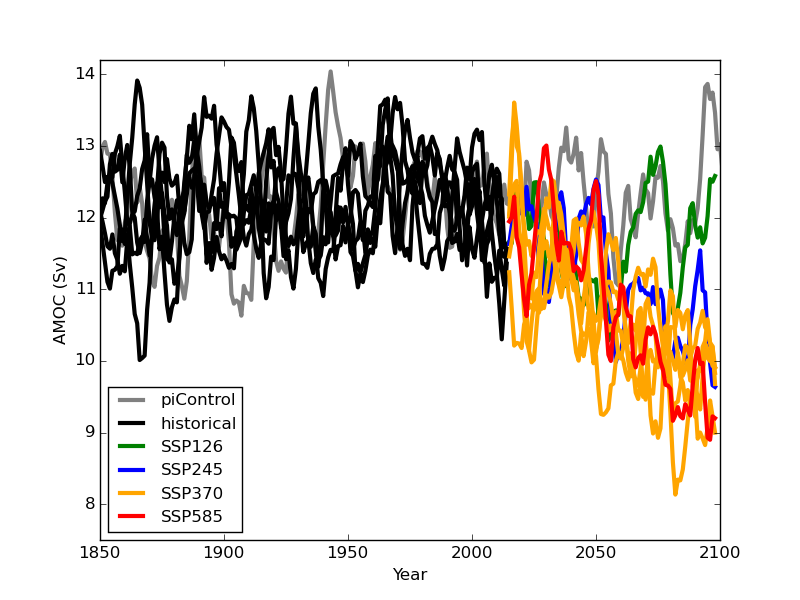 14
13
12
11
10
9
8
AMOC (Sv)
piControl
historical
SSP126
SSP245
SSP370
SSP585
1850 1900 1950 2000 2050 2100
Year